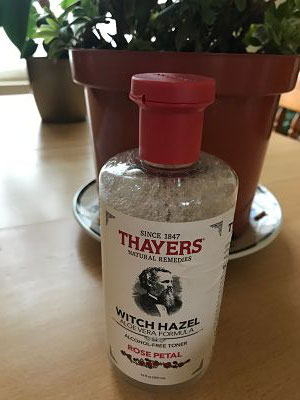 SINCE 1847
THAYERS
NATURAL REMEDIES
WITCH HAZEL
ALOE VERA FORMULA
ALCOHOL-FREE TONER
ROSE PETAL